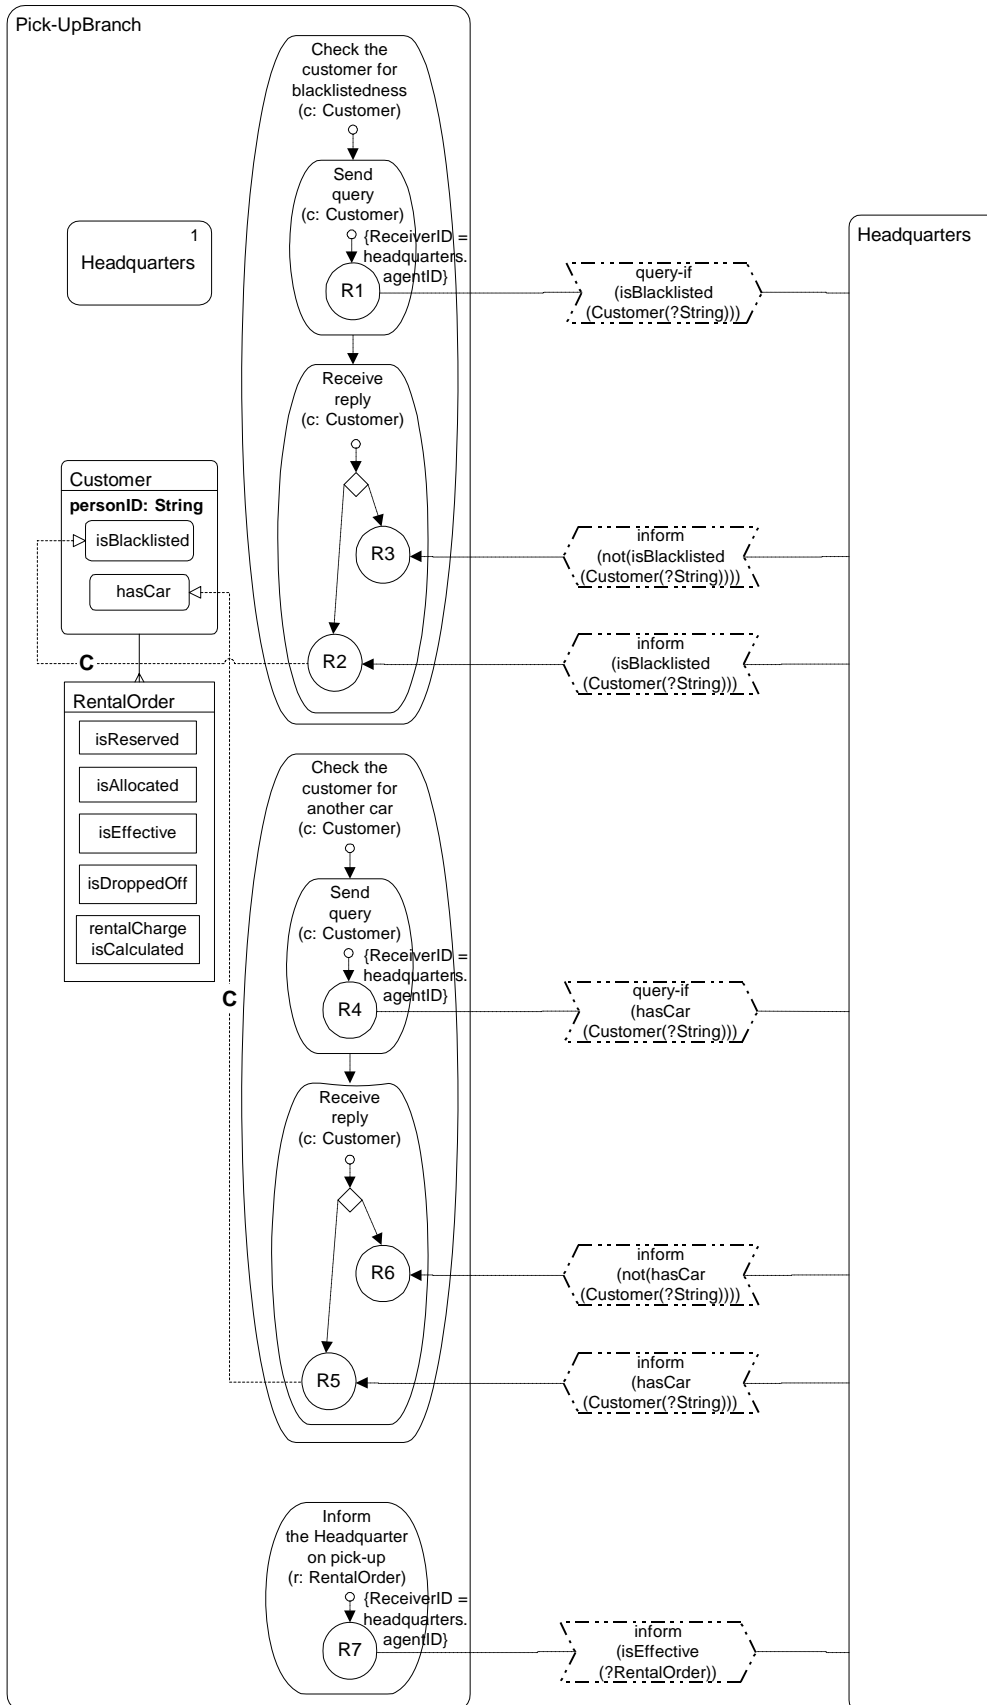 Pick-UpBranch
Check the
customer for
blacklistedness
(c: Customer)
Send
query
(c: Customer)
{ReceiverID =
headquarters.
agentID}
R1
1
Headquarters
query-if
(isBlacklisted
(Customer(?String)))
Headquarters
Receive
reply
(c: Customer)
Customer
personID: String
isBlacklisted
hasCar
R3
inform
(not(isBlacklisted
(Customer(?String))))
R2
C
inform
(isBlacklisted
(Customer(?String)))
RentalOrder
isReserved
isAllocated
isEffective
isDroppedOff
rentalCharge
isCalculated
C
Check the
customer for
another car
(c: Customer)
Send
query
(c: Customer)
{ReceiverID =
headquarters.
agentID}
R4
query-if
(hasCar
(Customer(?String)))
Receive
reply
(c: Customer)
R6
inform
(not(hasCar
(Customer(?String))))
R5
inform
(hasCar
(Customer(?String)))
Inform
the Headquarter
on pick-up
(r: RentalOrder)
{ReceiverID =
headquarters.
agentID}
R7
inform
(isEffective
(?RentalOrder))